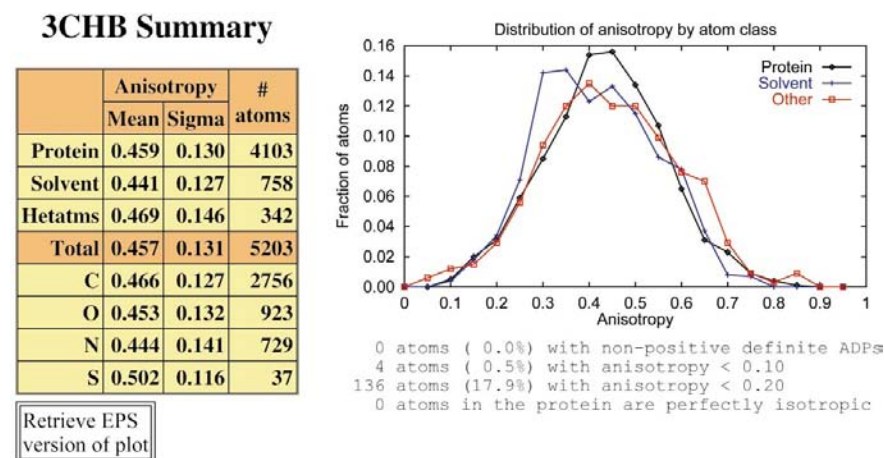 3CHB Summary
Anisotropy # atoms
Mean Sigma
Protein 0.459 0.130 4103
Solvent 0.441 0.127 758
Hetatms 0.469 0.146 342
Total 0.457 0.131 5203
C 0.466 0.127 2756
O 0.453 0.132 923
N 0.444 0.141 729
S 0.502 0.116 37
Retrieve EPS
version of plot
Distribution of anisotropy by atom class
Protein
Solvent
Other
Fraction of atoms
0.16
0.14
0.12
0.10
0.08
0.06
0.04
0.02
0.00
0 0.1 0.2 0.3 0.4 0.5 0.6 0.7 0.8 0.9 1
Anisotropy
0 atoms ( 0.0%) with non-positive definite ADPs
4 atoms ( 0.5%) with anisotropy < 0.10
136 atoms (17.9%) with anisotropy < 0.20
0 atoms in the protein are perfectly isotropic